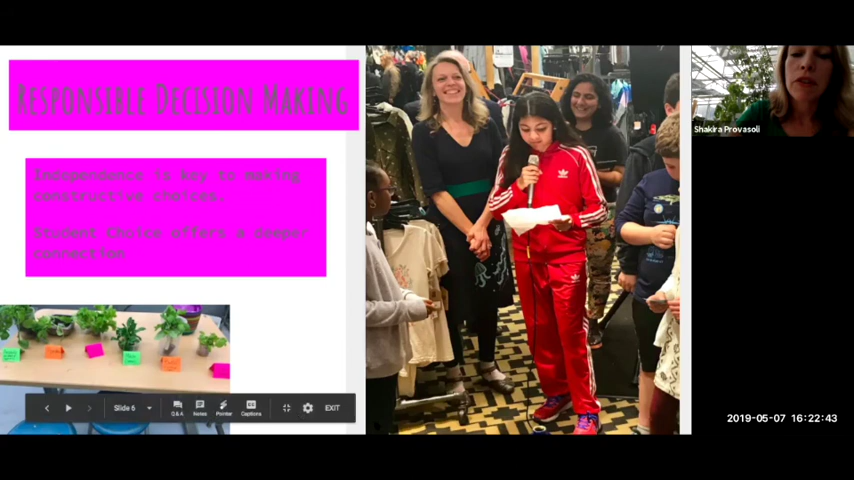 RESPONSIBLE DECISION MAKING
Independence is key to making
constructive choices.
Student Choice offers a deeper
connection
Slide 6
Q & A
Notes
Pointer
Captions
EXIT
Shakira Provasoli
2019-05-07 16:22:43
adidas